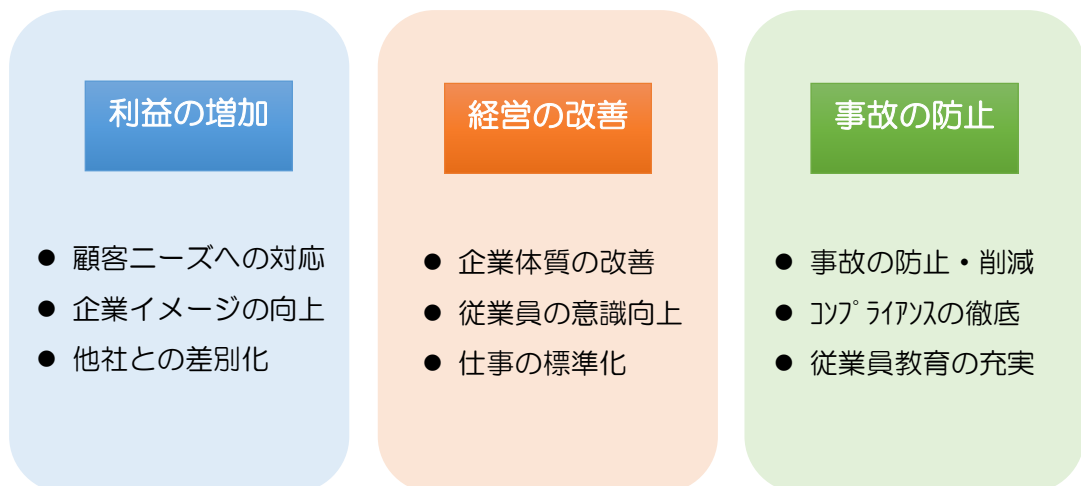 利益の増加
● 顧客ニーズへの対応
● 企業イメージの向上
● 他社との差別化
経営の改善
● 企業体質の改善
● 従業員の意識向上
● 仕事の標準化
事故の防止
● 事故の防止・削減
● ｺﾝﾌﾟﾗｲｱﾝｽの徹底
● 従業員教育の充実